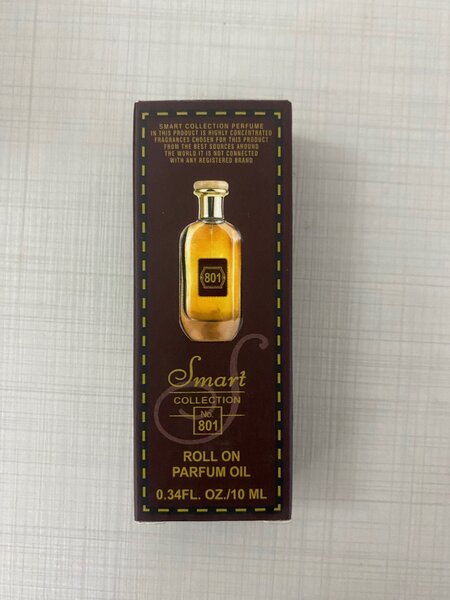 SMART COLLECTION PERFUME
IN THIS PRODUCT IS HIGHLY CONCENTRATED
FRAGRANCES CHOSEN FOR THIS PRODUCT
FROM THE BEST SOURCES AROUND
THE WORLD IT IS NOT CONNECTED
WITH ANY REGISTERED BRAND
801
Smart
COLLECTION
No.
801
ROLL ON
PARFUM OIL
0.34FL. OZ./10 ML